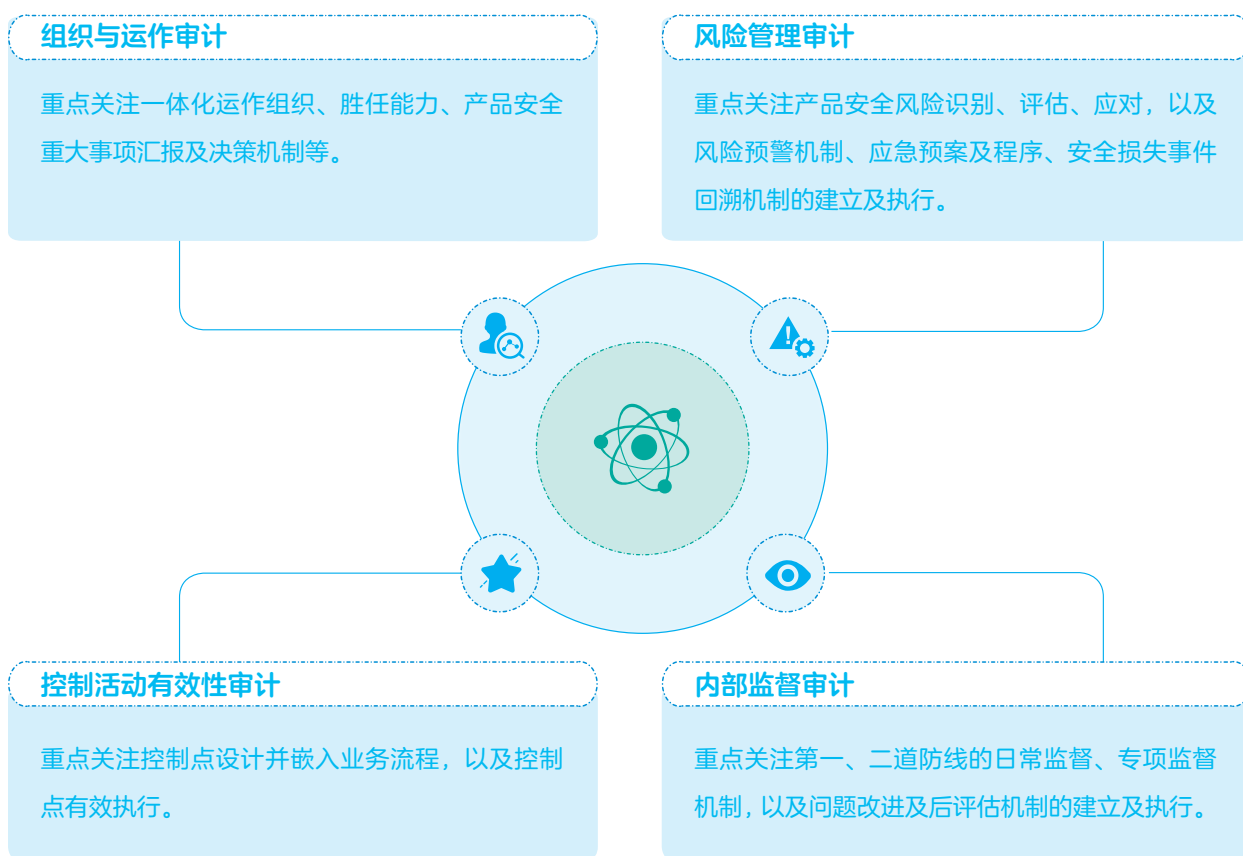 组织与运作审计
重点关注一体化运作组织、胜任能力、产品安全
重大事项汇报及决策机制等。
风险管理审计
重点关注产品安全风险识别、评估、应对，以及
风险预警机制、应急预案及程序、安全损失事件
回溯机制的建立及执行。
控制活动有效性审计
重点关注控制点设计并嵌入业务流程，以及控制
点有效执行。
内部监督审计
重点关注第一、二道防线的日常监督、专项监督
机制，以及问题改进及后评估机制的建立及执行。